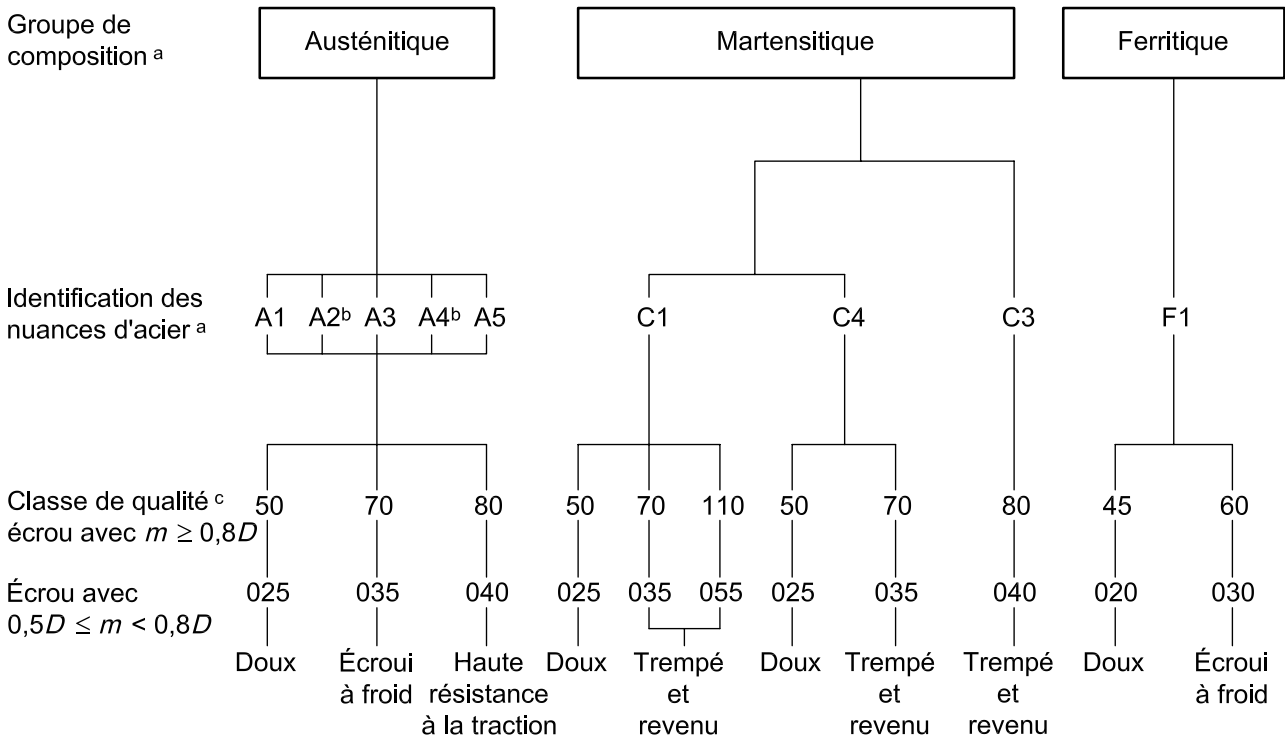 Groupe de
composition a
Austénitique
Martensitique
Ferritique
Identification des
nuances d'acier a
A1 A2 b A3 A4 b A5 C1 C4 C3 F1
Classe de qualité c
écrou avec m ≥ 0,8D
50 70 80 50 70 110 50 70 80 45 60
Écrou avec
0,5D ≤ m < 0,8D
025 035 040 025 035 055 025 035 040 020 030
Doux
Écroui
à froid
Haute
résistance
à la traction
Doux
Trempé
et
revenu
Doux
Trempé
et
revenu
Trempé
et
revenu
Doux
Écroui
à froid